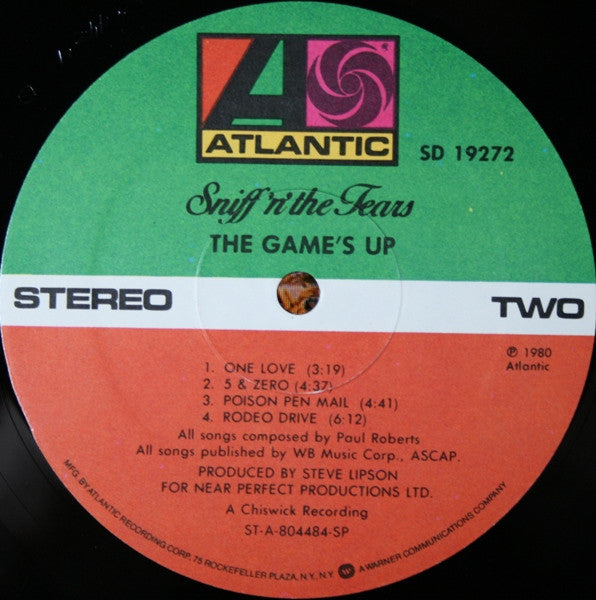 ATLANTIC
®
SD 19272
Sniff 'n' the Tears
THE GAME'S UP
STEREO
TWO
℗ 1980
Atlantic
1. ONE LOVE (3:19)
2. 5 & ZERO (4:37)
3. POISON PEN MAIL (4:41)
4. RODEO DRIVE (6:12)
All songs composed by Paul Roberts
All songs published by WB Music Corp., ASCAP.
PRODUCED BY STEVE LIPSON
FOR NEAR PERFECT PRODUCTIONS LTD.
A Chiswick Recording
ST-A-804484-SP
MFG. BY ATLANTIC RECORDING CORP., 75 ROCKEFELLER PLAZA, N.Y., N.Y. W A WARNER COMMUNICATIONS COMPANY